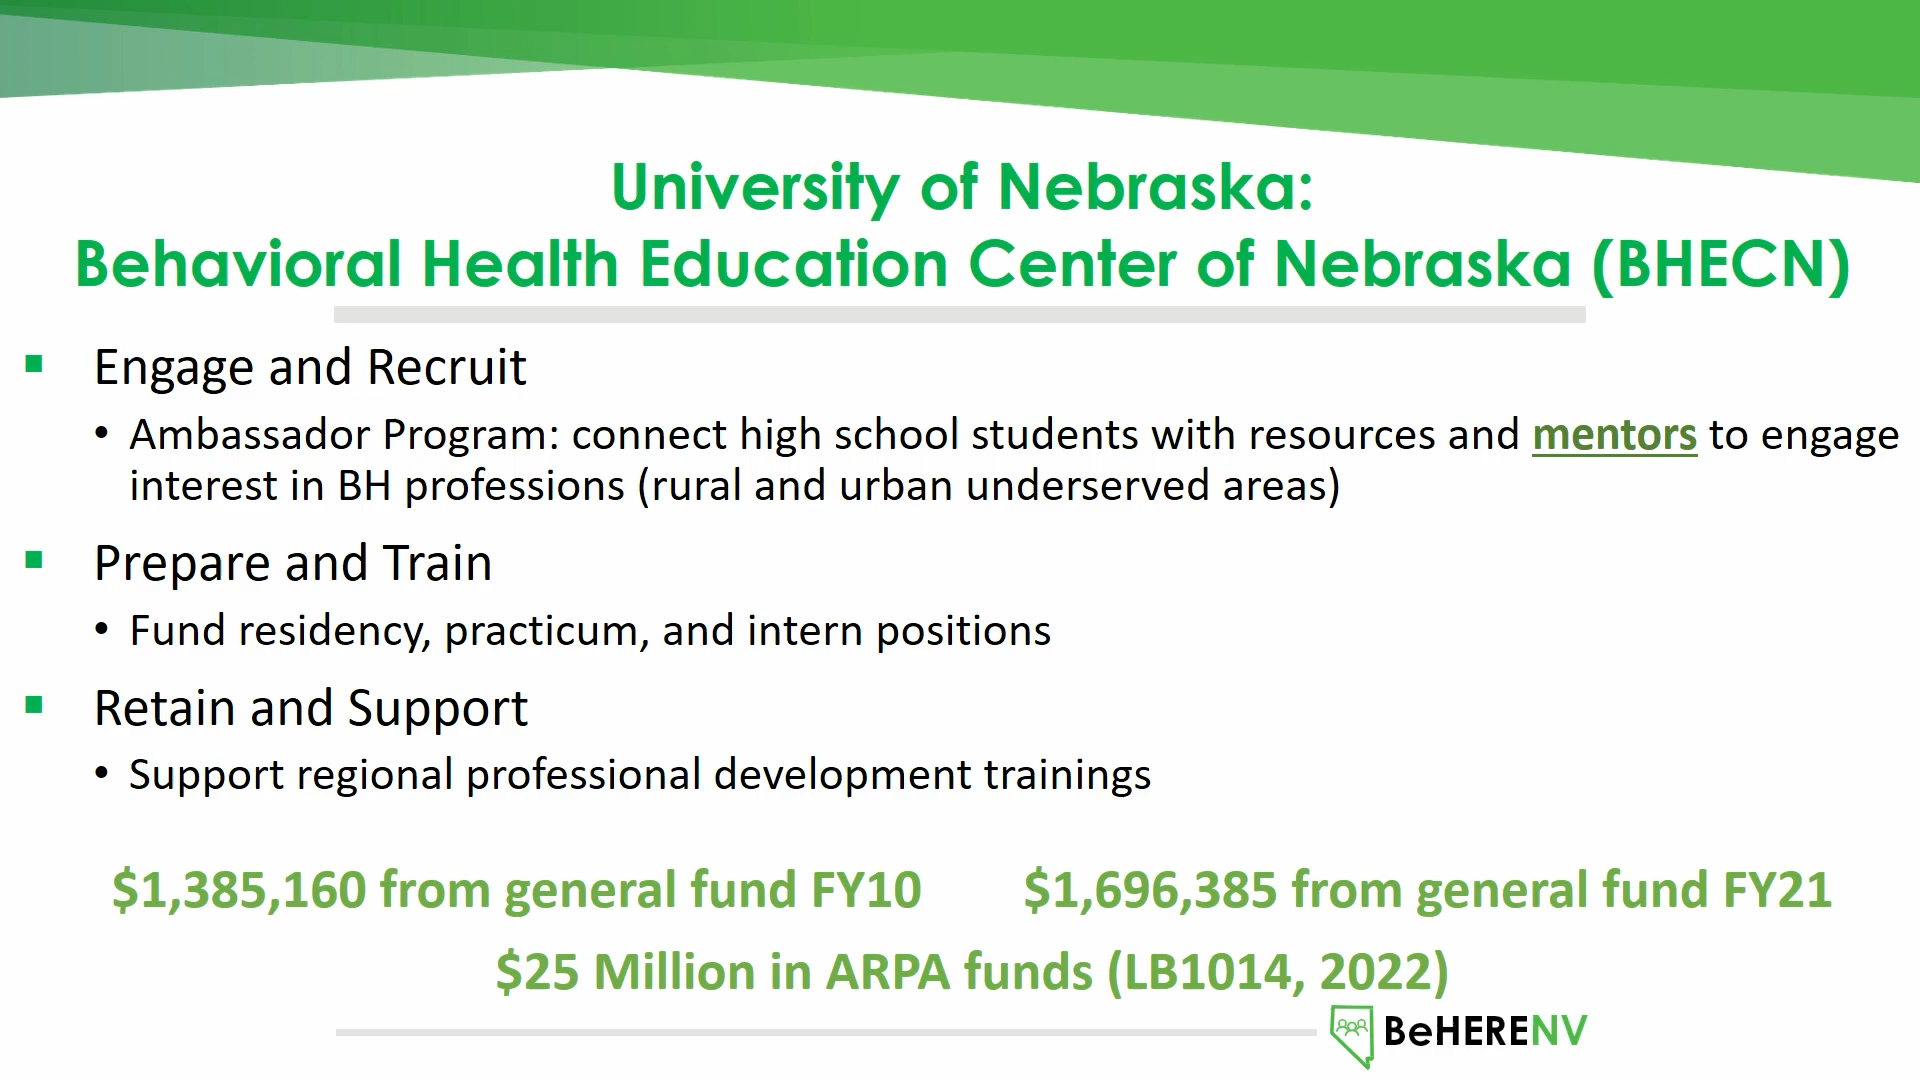 University of Nebraska:
Behavioral Health Education Center of Nebraska (BHECN)
▪ Engage and Recruit
• Ambassador Program: connect high school students with resources and mentors to engage
interest in BH professions (rural and urban underserved areas)
▪ Prepare and Train
• Fund residency, practicum, and intern positions
▪ Retain and Support
• Support regional professional development trainings
$1,385,160 from general fund FY10 $1,696,385 from general fund FY21
$25 Million in ARPA funds (LB1014, 2022)
BeHERENV